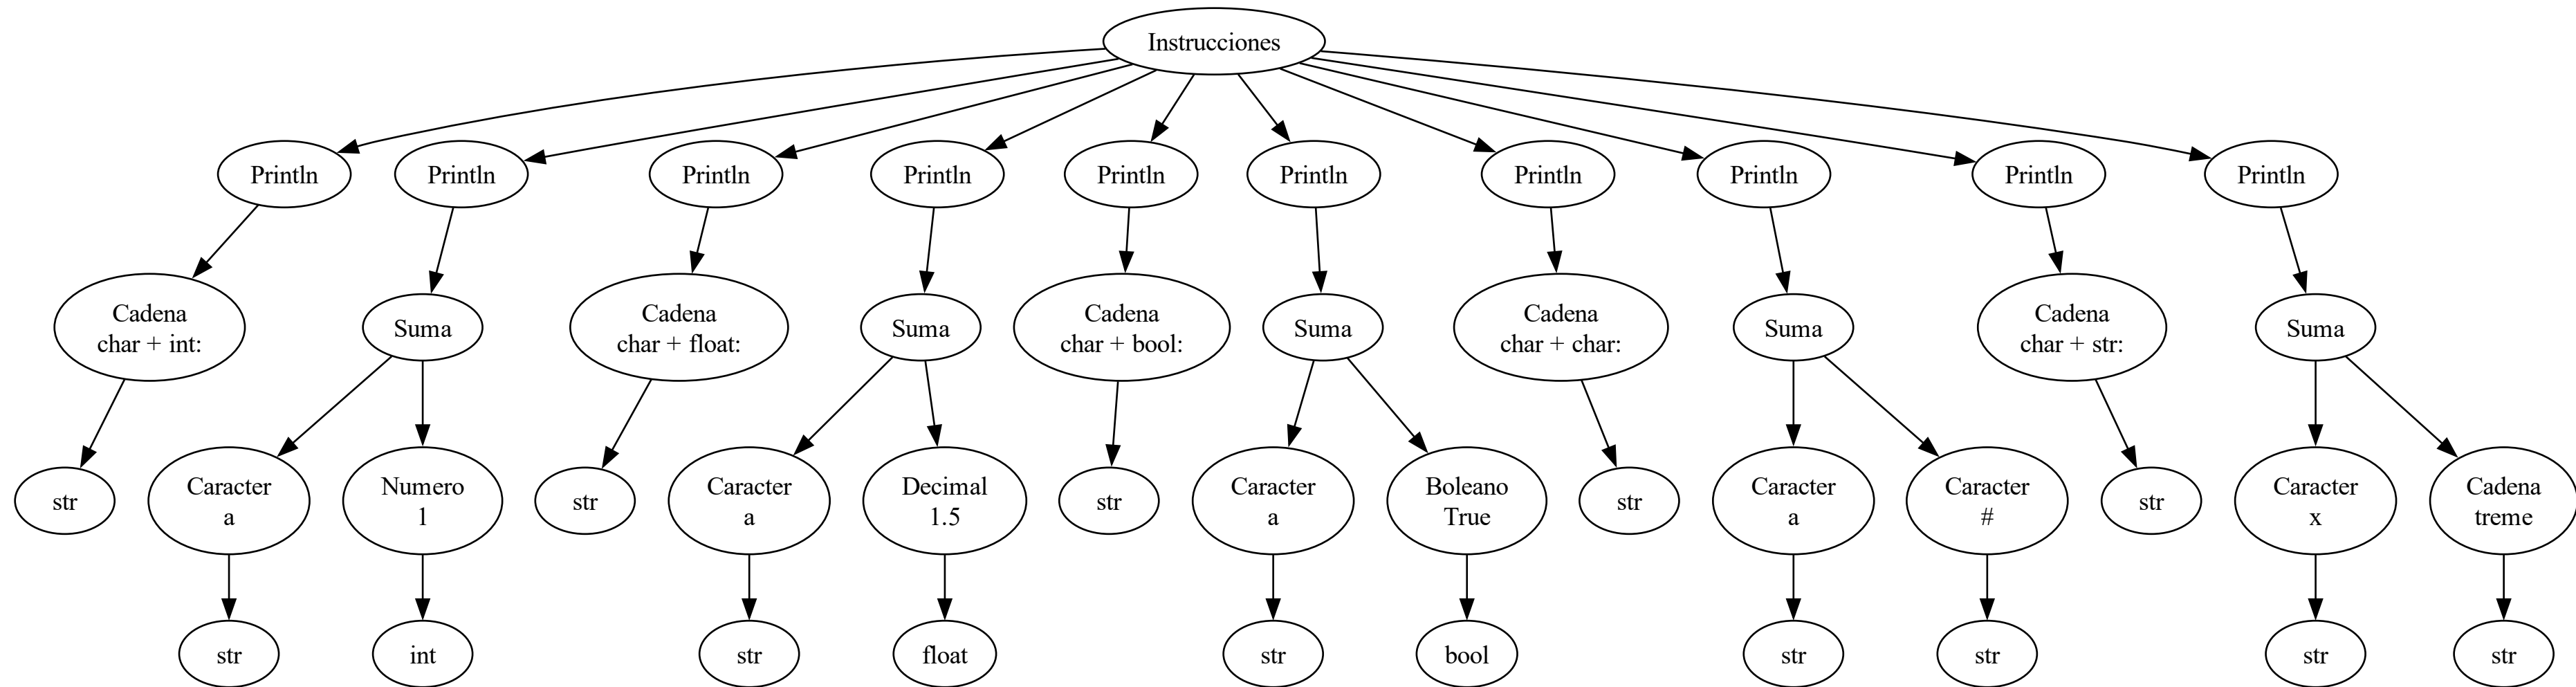 Instrucciones
Println
Println
Println
Println
Println
Println
Println
Println
Println
Println
Cadena
char + int:
Suma
Cadena
char + float:
Suma
Cadena
char + bool:
Suma
Cadena
char + char:
Suma
Cadena
char + str:
Suma
str
Caracter
a
Numero
1
str
Caracter
a
Decimal
1.5
str
Caracter
a
Boleano
True
str
Caracter
a
Caracter
#
str
Caracter
x
Cadena
treme
str
int
str
float
str
bool
str
str
str
str